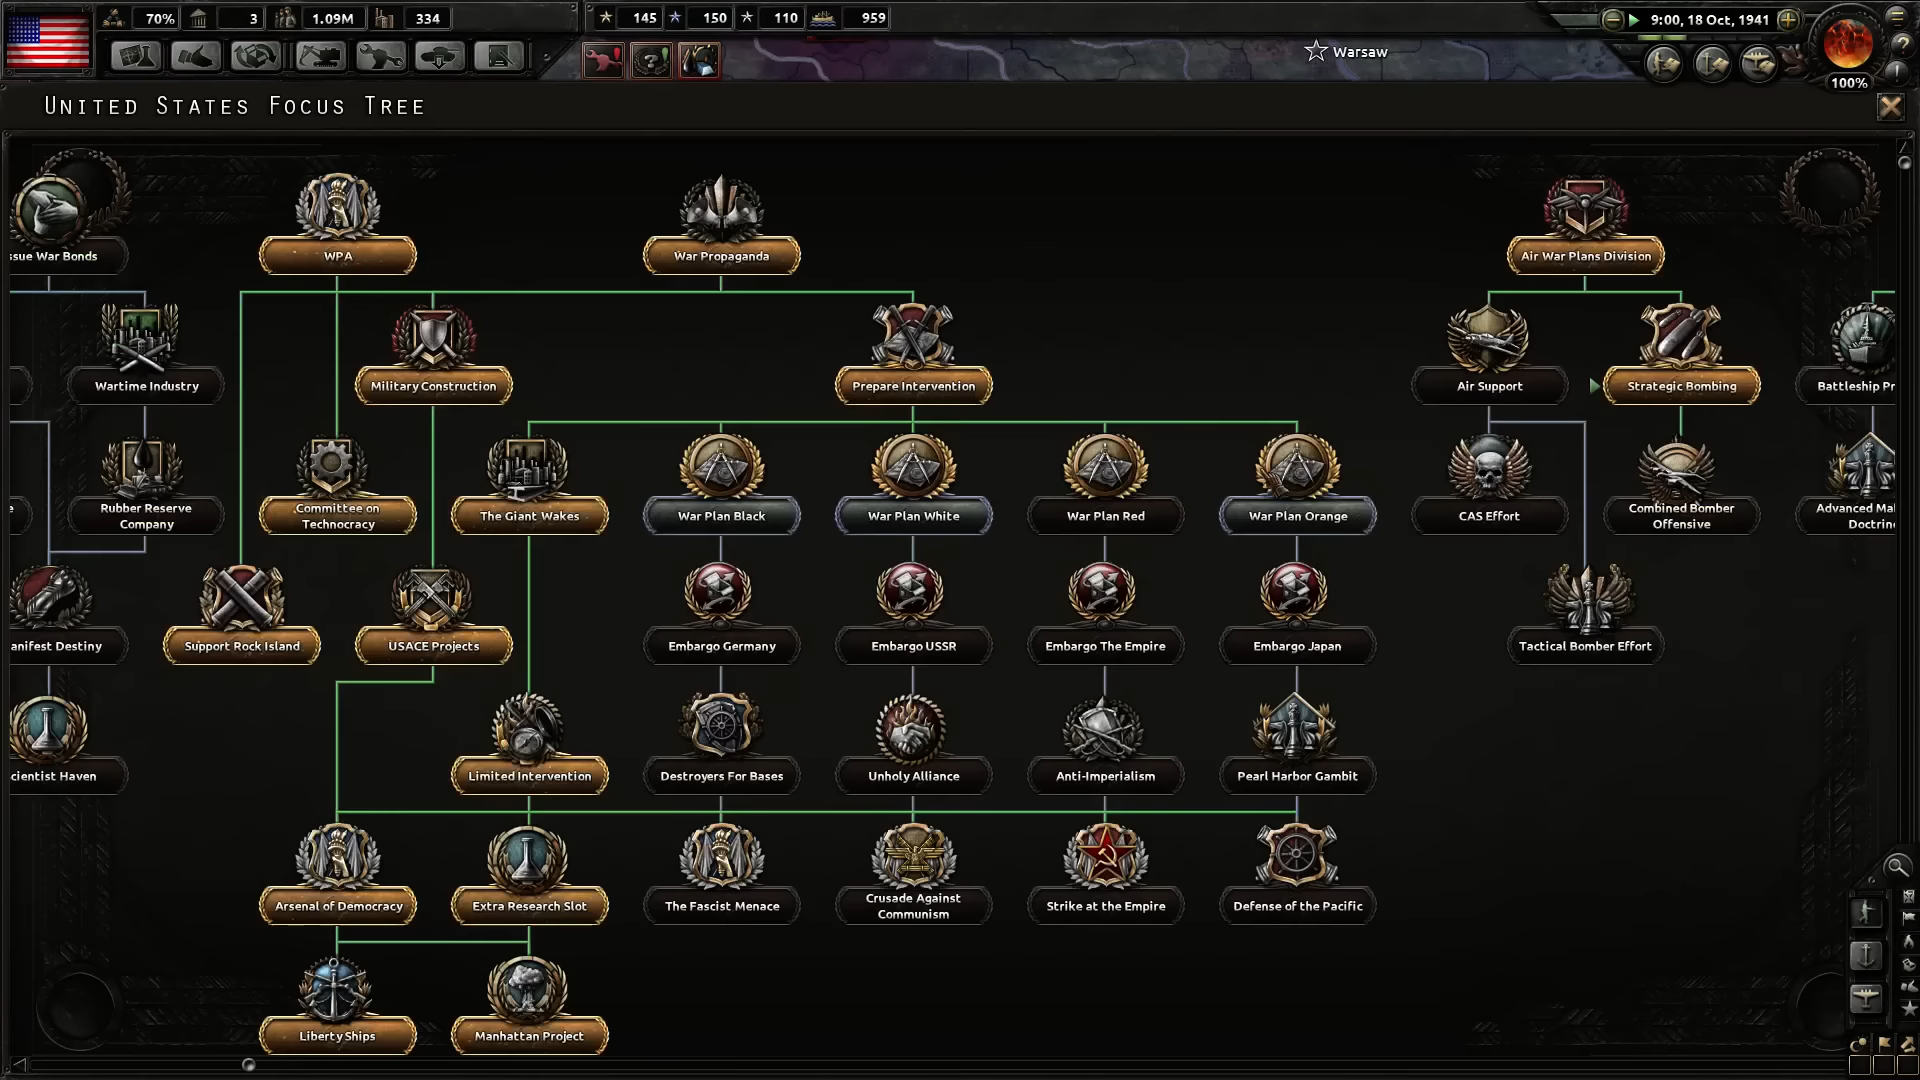 70%
3
1.09M
334
145
150
110
959
9:00, 18 Oct, 1941
Warsaw
100%
United States Focus Tree
ssue War Bonds
WPA
War Propaganda
Air War Plans Division
Wartime Industry
Military Construction
Prepare Intervention
Air Support
Strategic Bombing
Battleship Pr
Rubber Reserve
Company
Committee on
Technocracy
The Giant Wakes
War Plan Black
War Plan White
War Plan Red
War Plan Orange
CAS Effort
Combined Bomber
Offensive
Advanced Ma
Doctrin
anifest Destiny
Support Rock Island
USACE Projects
Embargo Germany
Embargo USSR
Embargo The Empire
Embargo Japan
Tactical Bomber Effort
cientist Haven
Limited Intervention
Destroyers For Bases
Unholy Alliance
Anti-Imperialism
Pearl Harbor Gambit
Arsenal of Democracy
Extra Research Slot
The Fascist Menace
Crusade Against
Communism
Strike at the Empire
Defense of the Pacific
Liberty Ships
Manhattan Project